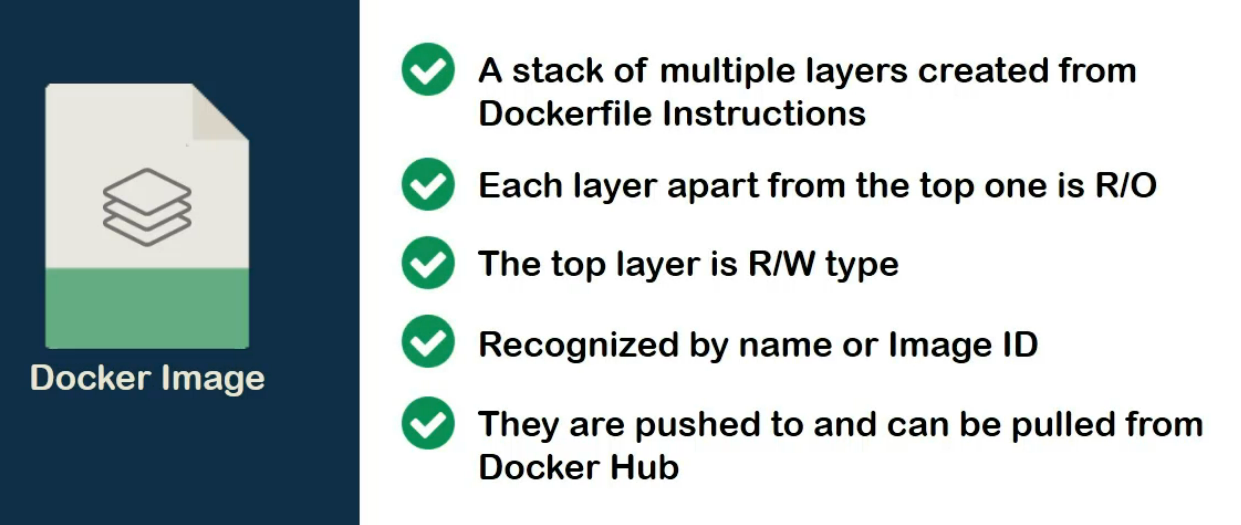 Docker Image
A stack of multiple layers created from
Dockerfile Instructions
Each layer apart from the top one is R/O
The top layer is R/W type
Recognized by name or Image ID
They are pushed to and can be pulled from
Docker Hub